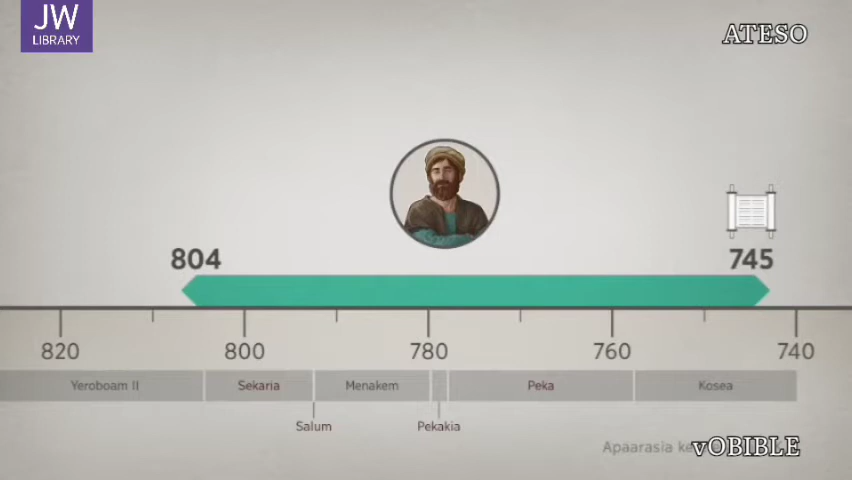 JW
LIBRARY
ATESO
804
745
820
800
780
760
740
Yeroboam II
Sekaria
Menakem
Peka
Kosea
Salum
Pekakia
Apaarasia
vOBIBLE